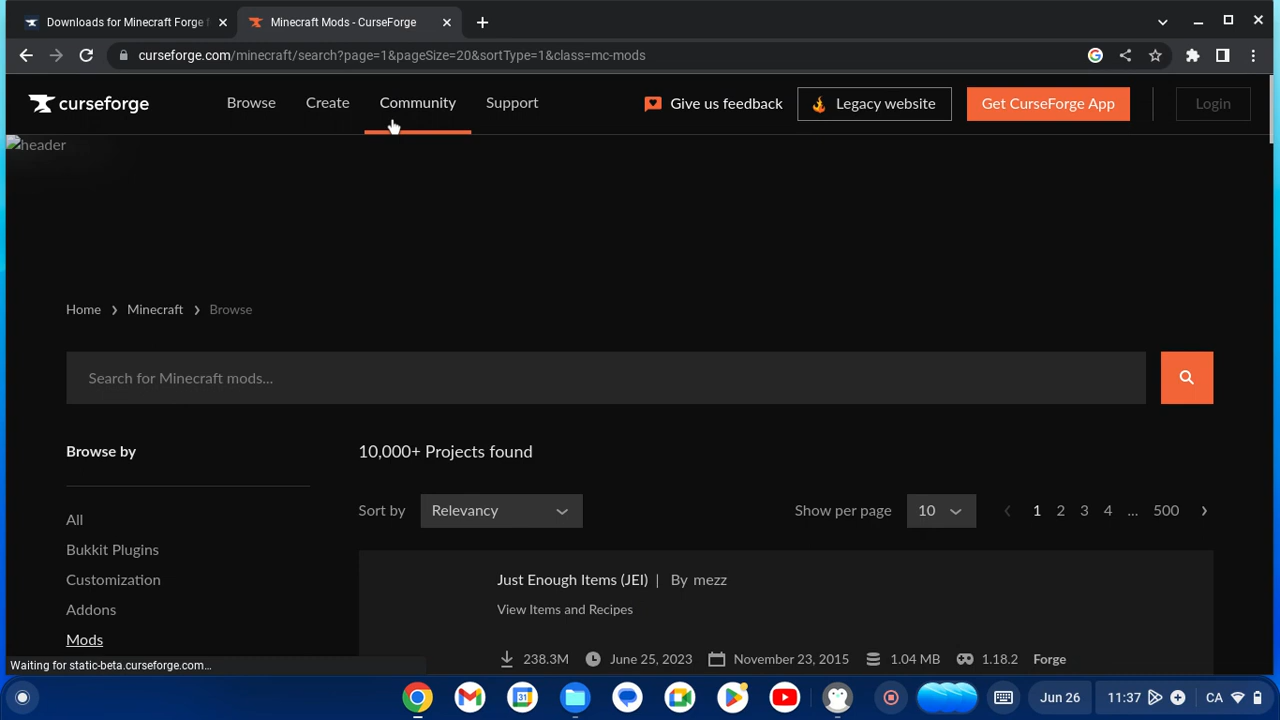 Downloads for Minecraft Forge f
Minecraft Mods - CurseForge
curseforge.com/minecraft/search?page=1&pageSize=20&sortType=1&class=mc-mods
curseforge
Browse
Create
Community
Support
Give us feedback
Legacy website
Get CurseForge App
Login
header
Home
Minecraft
Browse
Search for Minecraft mods...
Browse by
10,000+ Projects found
Sort by
Relevancy
Show per page
10
1 2 3 4 ... 500
All
Bukkit Plugins
Customization
Addons
Mods
Just Enough Items (JEI) | By mezz
View Items and Recipes
238.3M
June 25, 2023
November 23, 2015
1.04 MB
1.18.2
Forge
Waiting for static-beta.curseforge.com...
Jun 26
11:37
CA